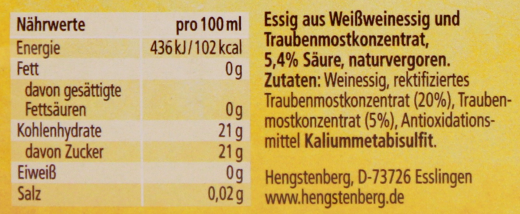 Nährwerte pro 100 ml
Energie 436 kJ / 102 kcal
Fett 0 g
davon gesättigte
Fettsäuren 0 g
Kohlenhydrate 21 g
davon Zucker 21 g
Eiweiß 0 g
Salz 0,02 g
Essig aus Weißweinessig und
Traubenmostkonzentrat,
5,4% Säure, naturvergoren.
Zutaten: Weinessig, rektifiziertes
Traubenmostkonzentrat (20%), Trauben-
mostkonzentrat (5%), Antioxidations-
mittel Kaliummetabisulfit.
Hengstenberg, D-73726 Esslingen
www.hengstenberg.de